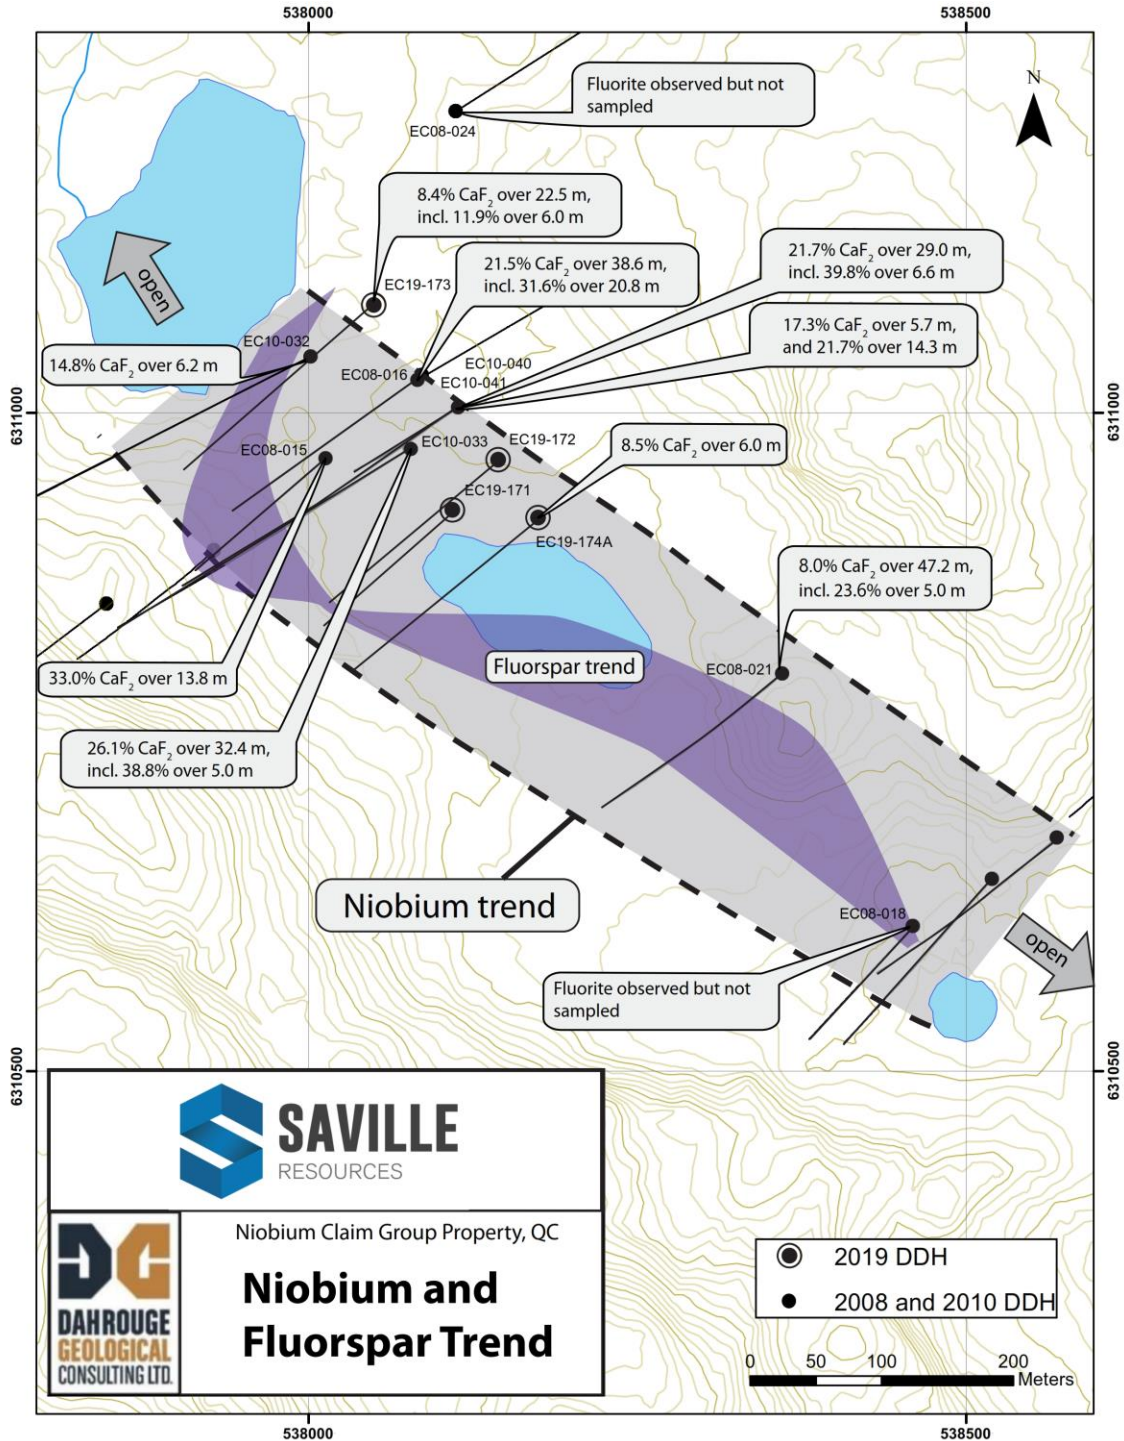 538000
538500
Fluorite observed but not
sampled
N
EC08-024
8.4% CaF₂ over 22.5 m,
incl. 11.9% over 6.0 m
21.7% CaF₂ over 29.0 m,
incl. 39.8% over 6.6 m
21.5% CaF₂ over 38.6 m,
incl. 31.6% over 20.8 m
open
EC19-173
17.3% CaF₂ over 5.7 m,
and 21.7% over 14.3 m
EC10-032
14.8% CaF₂ over 6.2 m
EC08-016
EC10-040
EC10-041
6311000
6311000
EC10-033
EC19-172
EC08-015
8.5% CaF₂ over 6.0 m
EC19-171
EC19-174A
8.0% CaF₂ over 47.2 m,
incl. 23.6% over 5.0 m
Fluorspar trend
EC08-021
33.0% CaF₂ over 13.8 m
26.1% CaF₂ over 32.4 m,
incl. 38.8% over 5.0 m
Niobium trend
EC08-018
open
Fluorite observed but not
sampled
6310500
6310500
SAVILLE
RESOURCES
Niobium Claim Group Property, QC
Niobium and
Fluorspar Trend
DAHROUGE
GEOLOGICAL
CONSULTING LTD.
2019 DDH
2008 and 2010 DDH
0 50 100 200
Meters
538000
538500